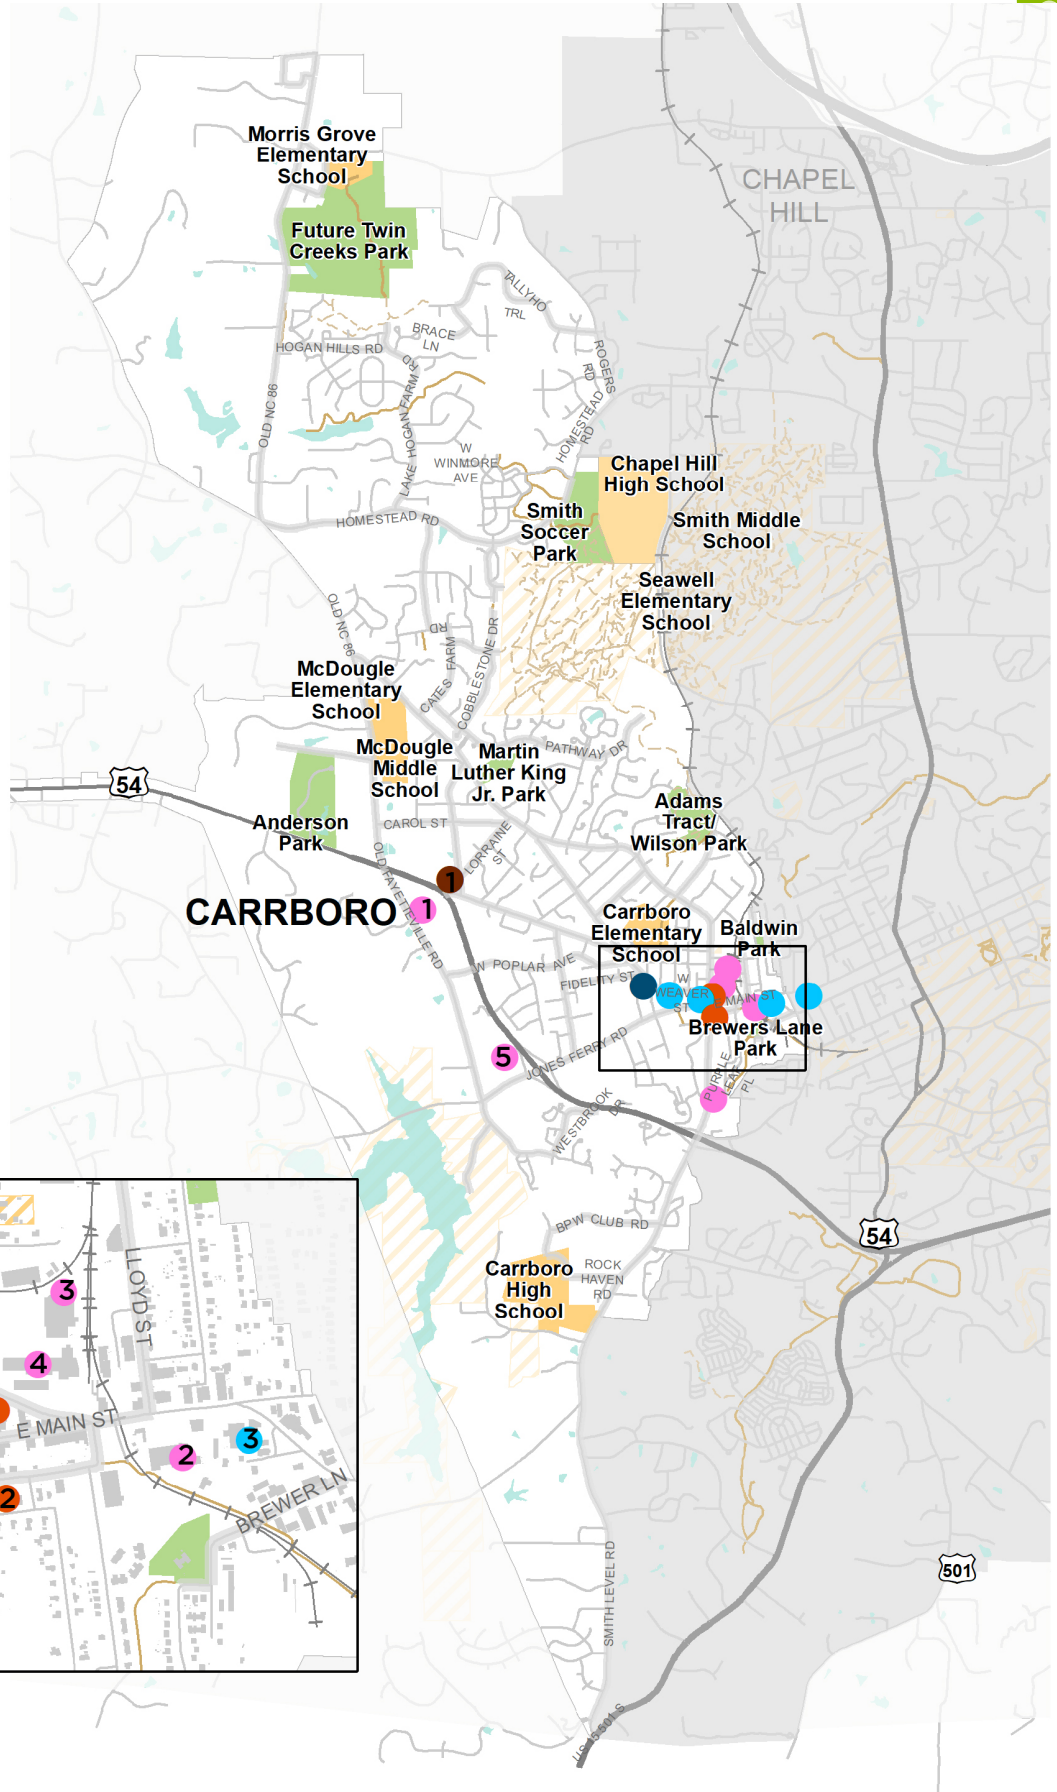 CHAPEL
HILL
Morris Grove
Elementary
School
Future Twin
Creeks Park
TALLYHO
TRL
BRACE
LN
HOGAN HILLS RD
ROGERS
RD
OLD NC 86
LAKE HOGAN FARM RD
HOMESTEAD
RD
W
WINMORE
AVE
Chapel Hill
High School
Smith
Soccer
Park
HOMESTEAD RD
Smith Middle
School
Seawell
Elementary
School
OLD NC 86
CATES FARM RD
COBBLESTONE DR
McDougle
Elementary
School
McDougle
Middle
School
Martin
Luther King
Jr. Park
PATHWAY DR
54
Anderson
Park
CAROL ST
LORRAINE
ST
Adams
Tract/
Wilson Park
OLD FAYETTEVILLE RD
1
CARRBORO
1
Carrboro
Elementary
School
Baldwin
Park
W POPLAR AVE
FIDELITY ST
W
WEAVER
ST
E MAIN ST
Brewers Lane
Park
5
JONES FERRY RD
PURPLE
LEAF
PL
WESTBROOK
DR
BPW CLUB RD
54
Carrboro
High
School
ROCK
HAVEN
RD
LLOYD ST
3
4
E MAIN ST
2
3
2
BREWER LN
SMITH LEVEL RD
501
US 15 501 S